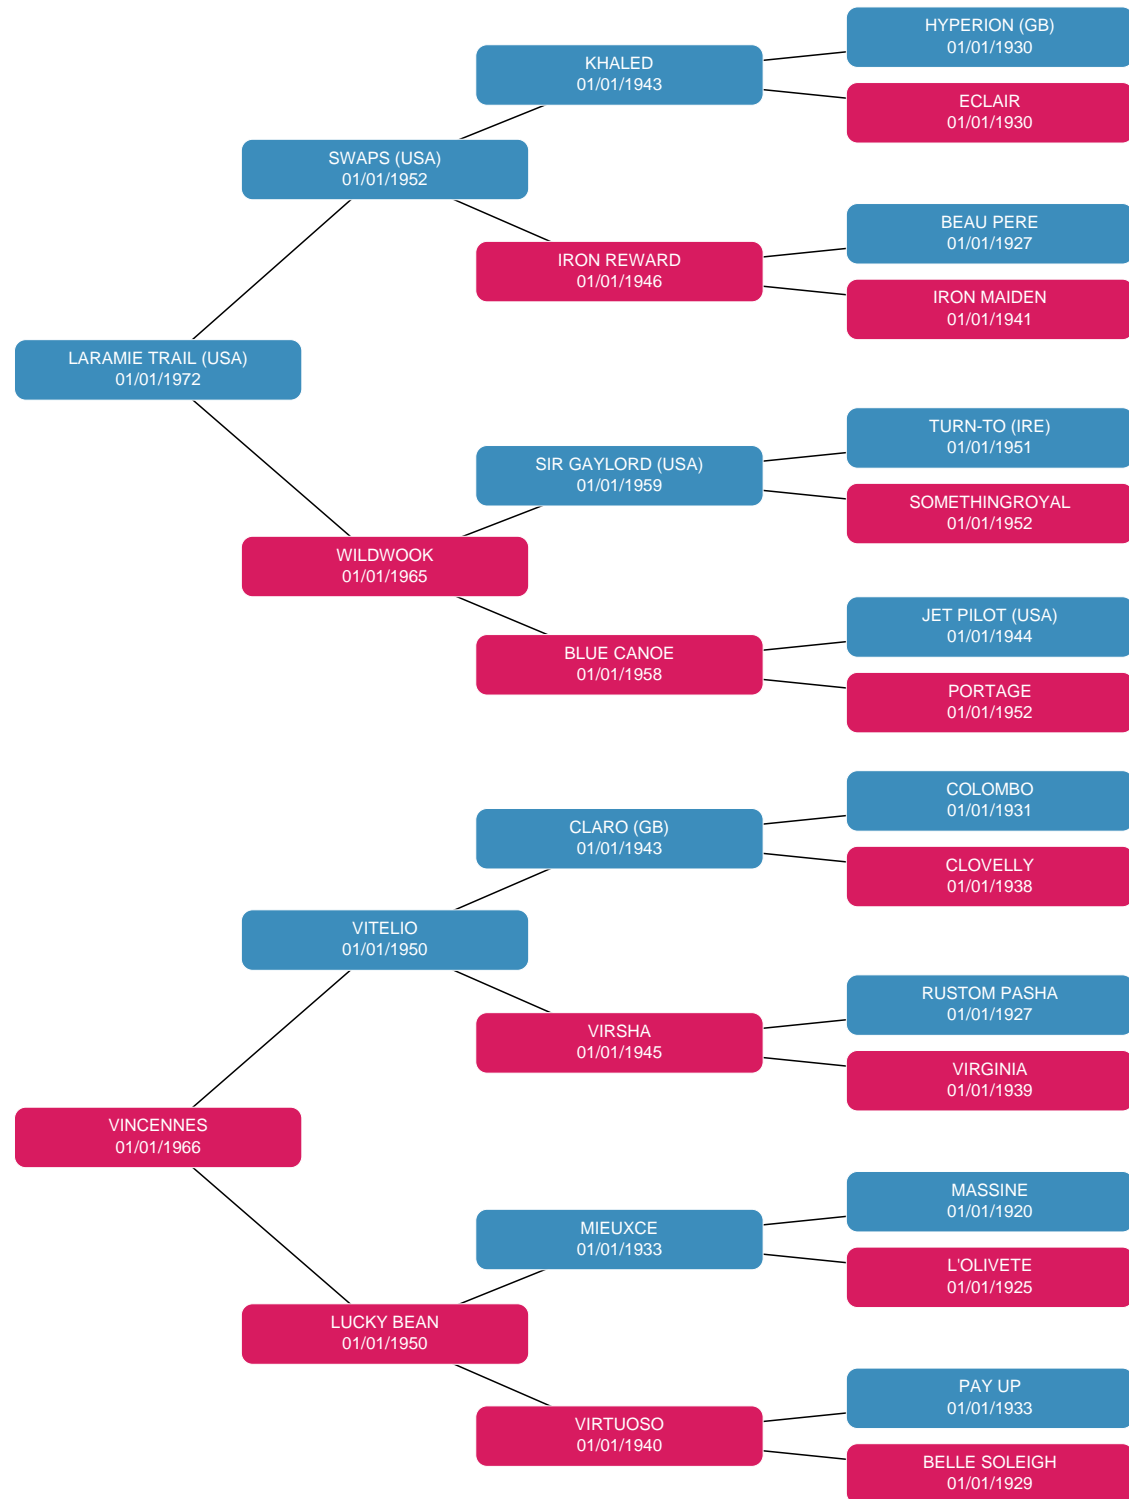 HYPERION (GB)
01/01/1930
KHALED
01/01/1943
ECLAIR
01/01/1930
SWAPS (USA)
01/01/1952
BEAU PERE
01/01/1927
IRON REWARD
01/01/1946
IRON MAIDEN
01/01/1941
LARAMIE TRAIL (USA)
01/01/1972
TURN-TO (IRE)
01/01/1951
SIR GAYLORD (USA)
01/01/1959
SOMETHINGROYAL
01/01/1952
WILDWOOK
01/01/1965
JET PILOT (USA)
01/01/1944
BLUE CANOE
01/01/1958
PORTAGE
01/01/1952
COLOMBO
01/01/1931
CLARO (GB)
01/01/1943
CLOVELLY
01/01/1938
VITELIO
01/01/1950
RUSTOM PASHA
01/01/1927
VIRSHA
01/01/1945
VIRGINIA
01/01/1939
VINCENNES
01/01/1966
MASSINE
01/01/1920
MIEUXCE
01/01/1933
L'OLIVETE
01/01/1925
LUCKY BEAN
01/01/1950
PAY UP
01/01/1933
VIRTUOSO
01/01/1940
BELLE SOLEIGH
01/01/1929